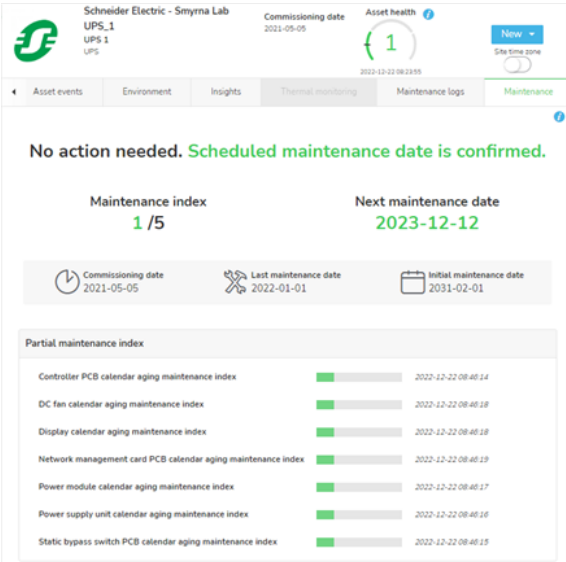 Schneider Electric - Smyrna Lab
UPS_1
UPS 1
UPS
Commissioning date
2021-05-05
Asset health
1
2022-12-22 08:23:55
New
Site time zone
Asset events Environment Insights Thermal monitoring Maintenance logs Maintenance
No action needed. Scheduled maintenance date is confirmed.
Maintenance index
1 /5
Next maintenance date
2023-12-12
Commissioning date
2021-05-05
Last maintenance date
2022-01-01
Initial maintenance date
2031-02-01
Partial maintenance index
Controller PCB calendar aging maintenance index 2022-12-22 08:46:14
DC fan calendar aging maintenance index 2022-12-22 08:46:18
Display calendar aging maintenance index 2022-12-22 08:46:18
Network management card PCB calendar aging maintenance index 2022-12-22 08:46:19
Power module calendar aging maintenance index 2022-12-22 08:46:17
Power supply unit calendar aging maintenance index 2022-12-22 08:46:16
Static bypass switch PCB calendar aging maintenance index 2022-12-22 08:46:15